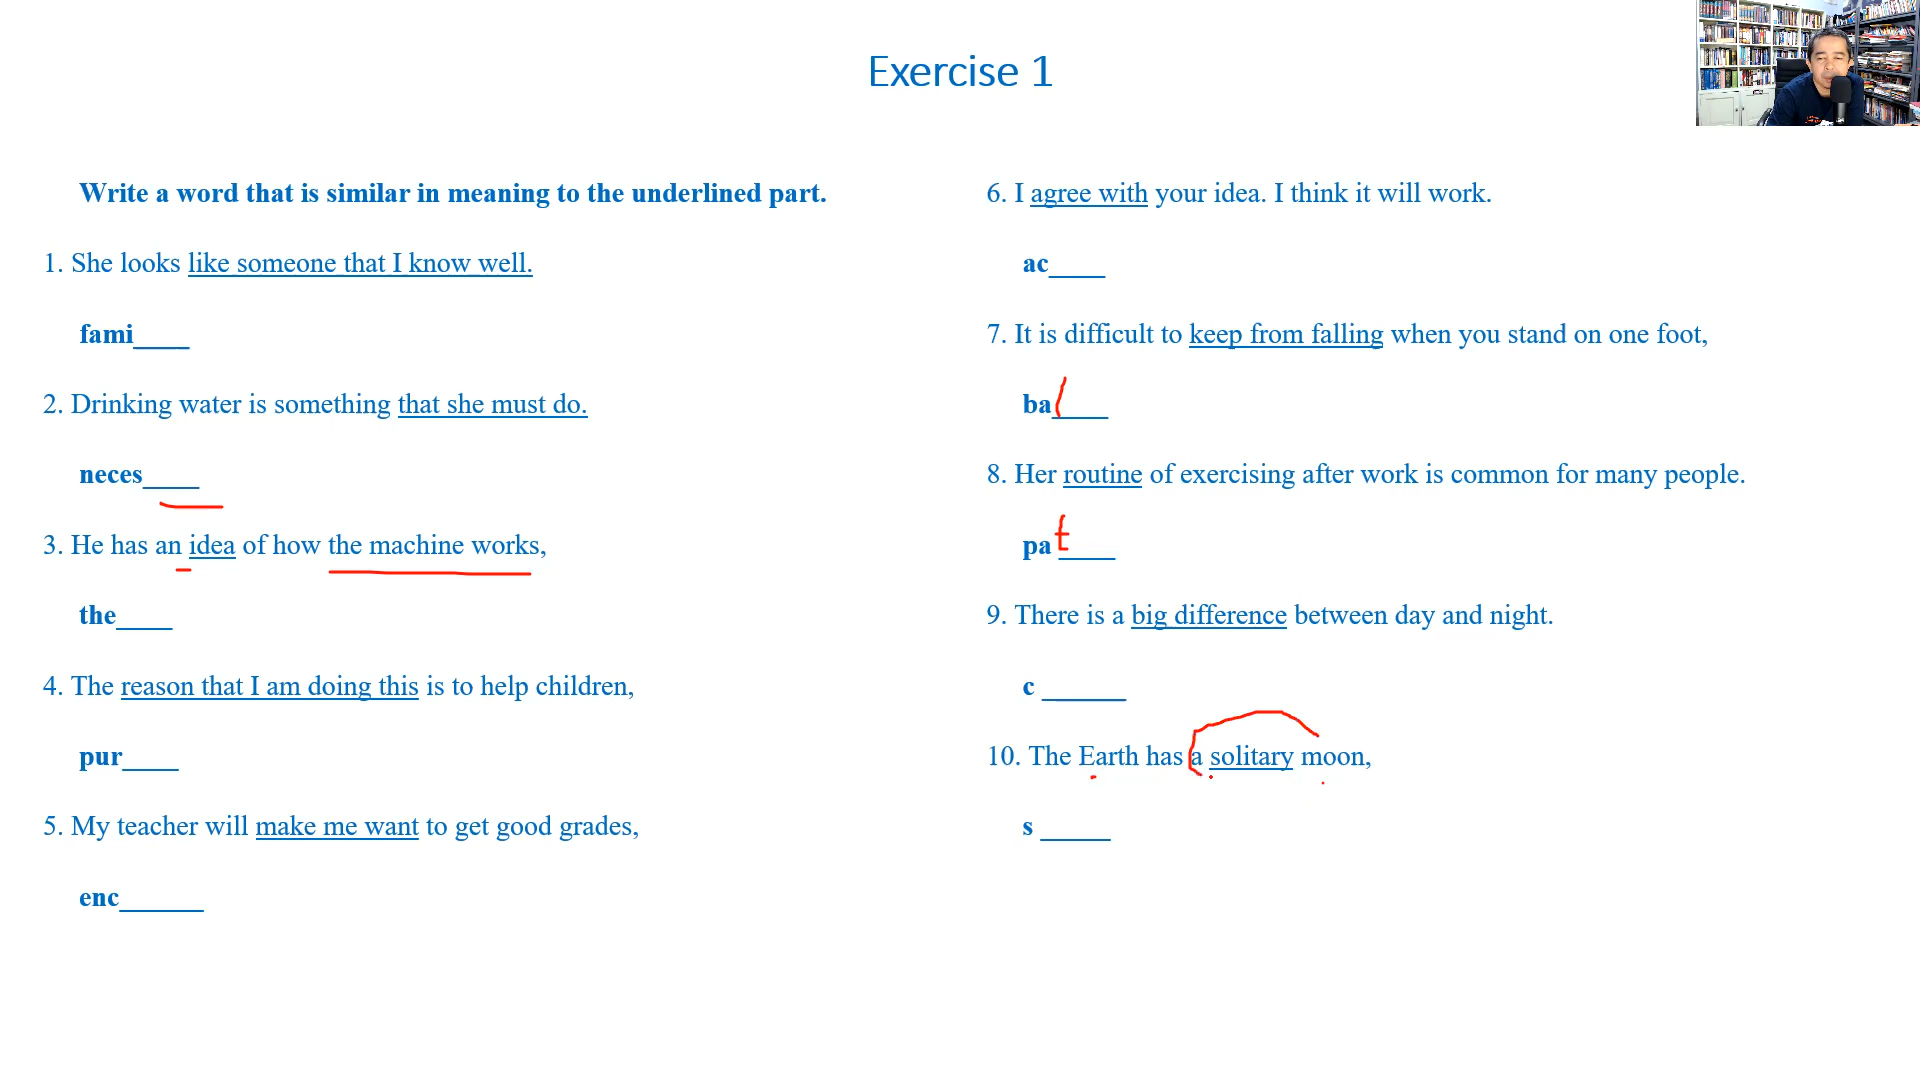 Exercise 1
Write a word that is similar in meaning to the underlined part.
1. She looks like someone that I know well.
fami____
2. Drinking water is something that she must do.
neces____
3. He has an idea of how the machine works,
the____
4. The reason that I am doing this is to help children,
pur____
5. My teacher will make me want to get good grades,
enc______
6. I agree with your idea. I think it will work.
ac____
7. It is difficult to keep from falling when you stand on one foot,
bal____
8. Her routine of exercising after work is common for many people.
pa t____
9. There is a big difference between day and night.
c ______
10. The Earth has a solitary moon,
s _____